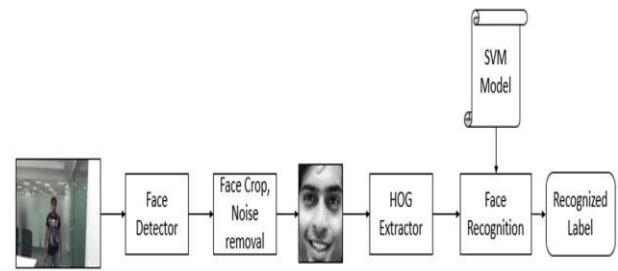 SVM
Model
Face
Detector
Face Crop,
Noise
removal
HOG
Extractor
Face
Recognition
Recognized
Label